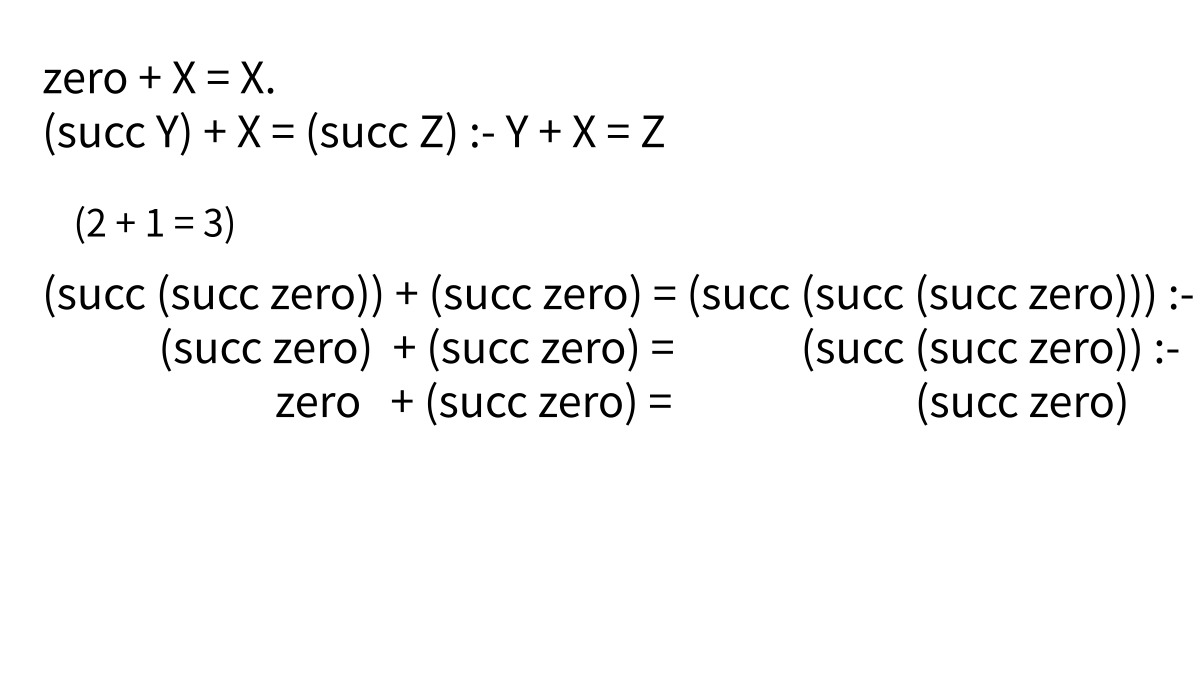 zero + X = X.
(succ Y) + X = (succ Z) :- Y + X = Z
(2 + 1 = 3)
(succ (succ zero)) + (succ zero) = (succ (succ (succ zero))) :-
(succ zero) + (succ zero) = (succ (succ zero)) :-
zero + (succ zero) = (succ zero)